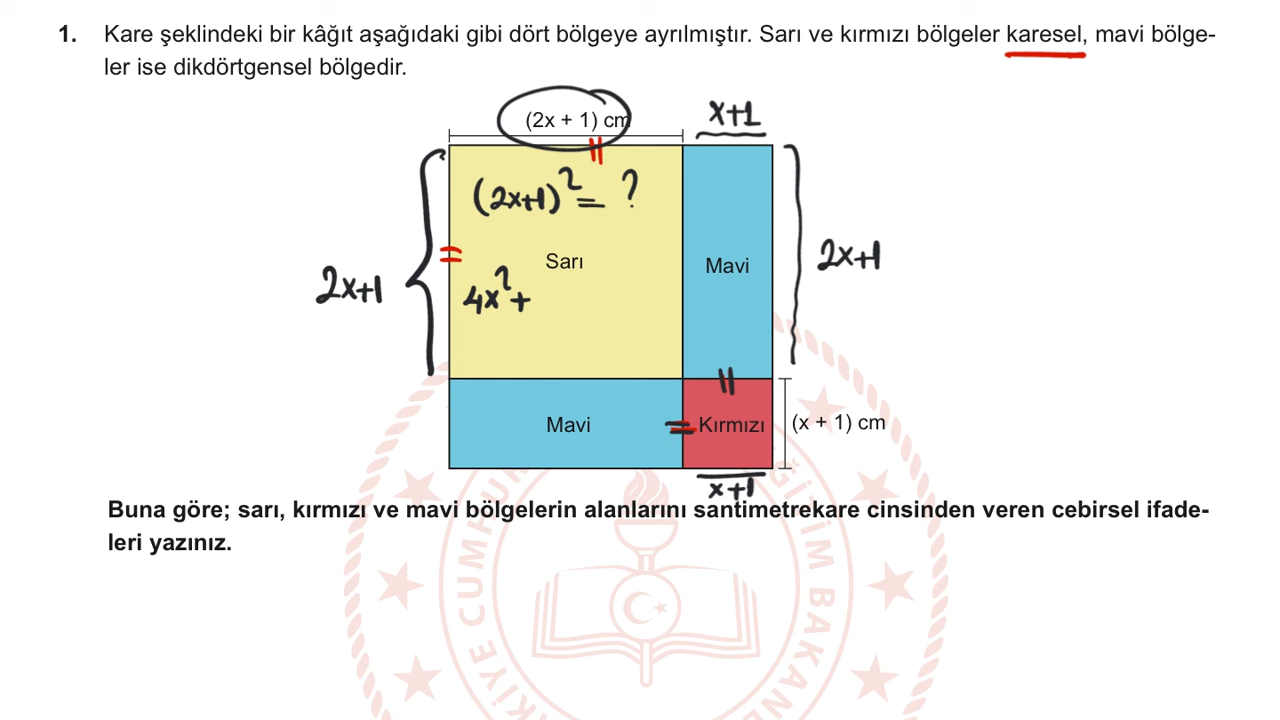 1. Kare şeklindeki bir kâğıt aşağıdaki gibi dört bölgeye ayrılmıştır. Sarı ve kırmızı bölgeler karesel, mavi bölge-
ler ise dikdörtgensel bölgedir.
(2x + 1) cm
x+1
(2x+1)² = ?
Sarı
Mavi
2x+1
2x+1
4x² +
Mavi
Kırmızı
(x + 1) cm
x+1
Buna göre; sarı, kırmızı ve mavi bölgelerin alanlarını santimetrekare cinsinden veren cebirsel ifade-
leri yazınız.